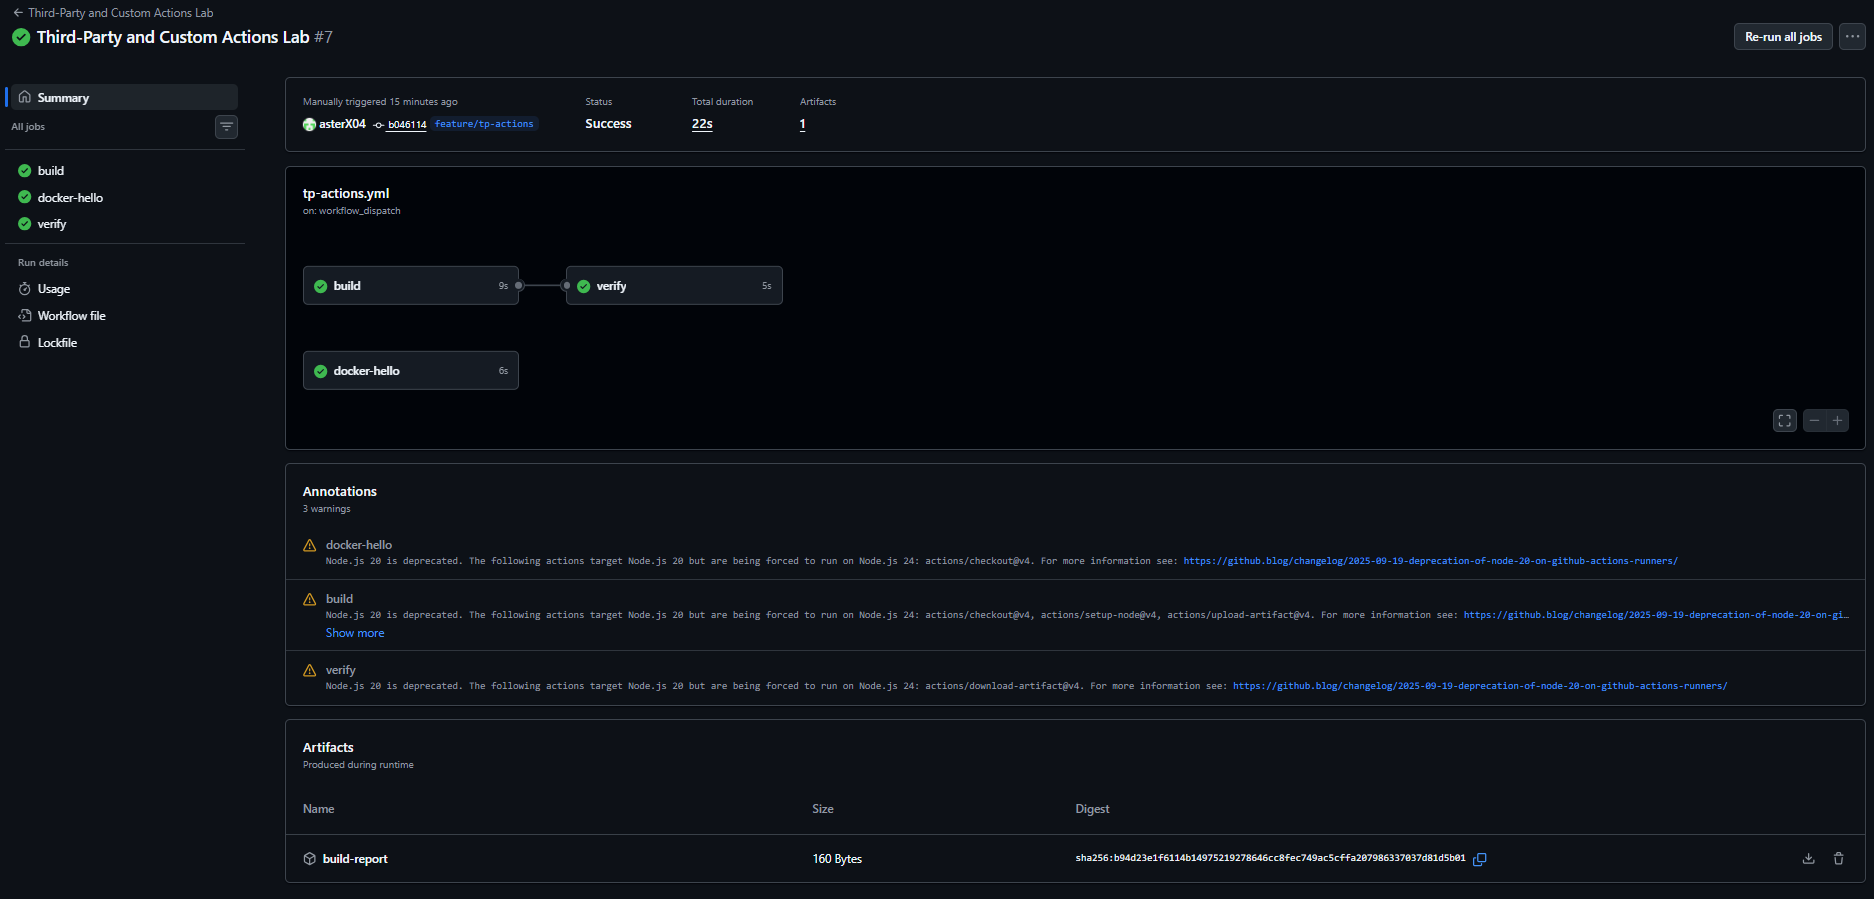 Third-Party and Custom Actions Lab
Third-Party and Custom Actions Lab #7
Re-run all jobs
Summary
All jobs
build
docker-hello
verify
Run details
Usage
Workflow file
Lockfile
Manually triggered 15 minutes ago
asterX04 b046114 feature/tp-actions
Status
Success
Total duration
22s
Artifacts
1
tp-actions.yml
on: workflow_dispatch
build 9s
verify 5s
docker-hello 6s
Annotations
3 warnings
docker-hello
Node.js 20 is deprecated. The following actions target Node.js 20 but are being forced to run on Node.js 24: actions/checkout@v4. For more information see: https://github.blog/changelog/2025-09-19-deprecation-of-node-20-on-github-actions-runners/
build
Node.js 20 is deprecated. The following actions target Node.js 20 but are being forced to run on Node.js 24: actions/checkout@v4, actions/setup-node@v4, actions/upload-artifact@v4. For more information see: https://github.blog/changelog/2025-09-19-deprecation-of-node-20-on-gi…
Show more
verify
Node.js 20 is deprecated. The following actions target Node.js 20 but are being forced to run on Node.js 24: actions/download-artifact@v4. For more information see: https://github.blog/changelog/2025-09-19-deprecation-of-node-20-on-github-actions-runners/
Artifacts
Produced during runtime
Name Size Digest
build-report 160 Bytes sha256:b94d23e1f6114b14975219278646cc8fec749ac5cffa207986337037d81d5b01